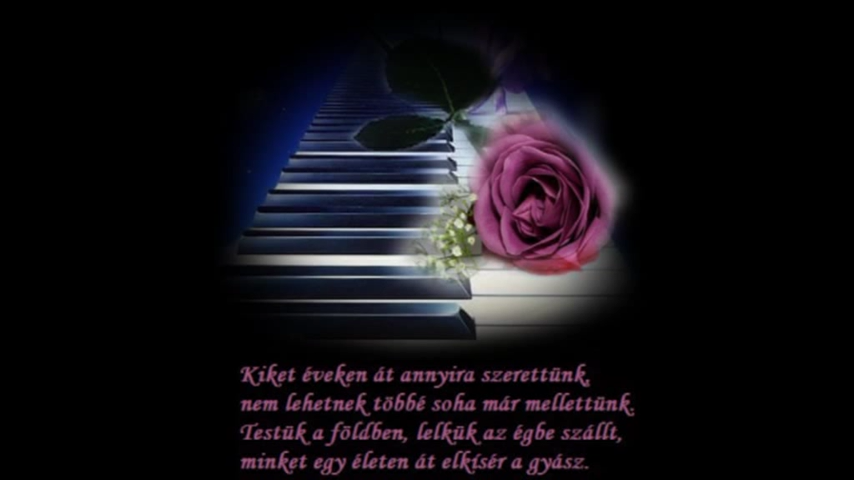 Kiket éveken át annyira szerettünk,
nem lehetnek többé soha már mellettünk.
Testük a földben, lelkük az égbe szállt,
minket egy életen át elkísér a gyász.